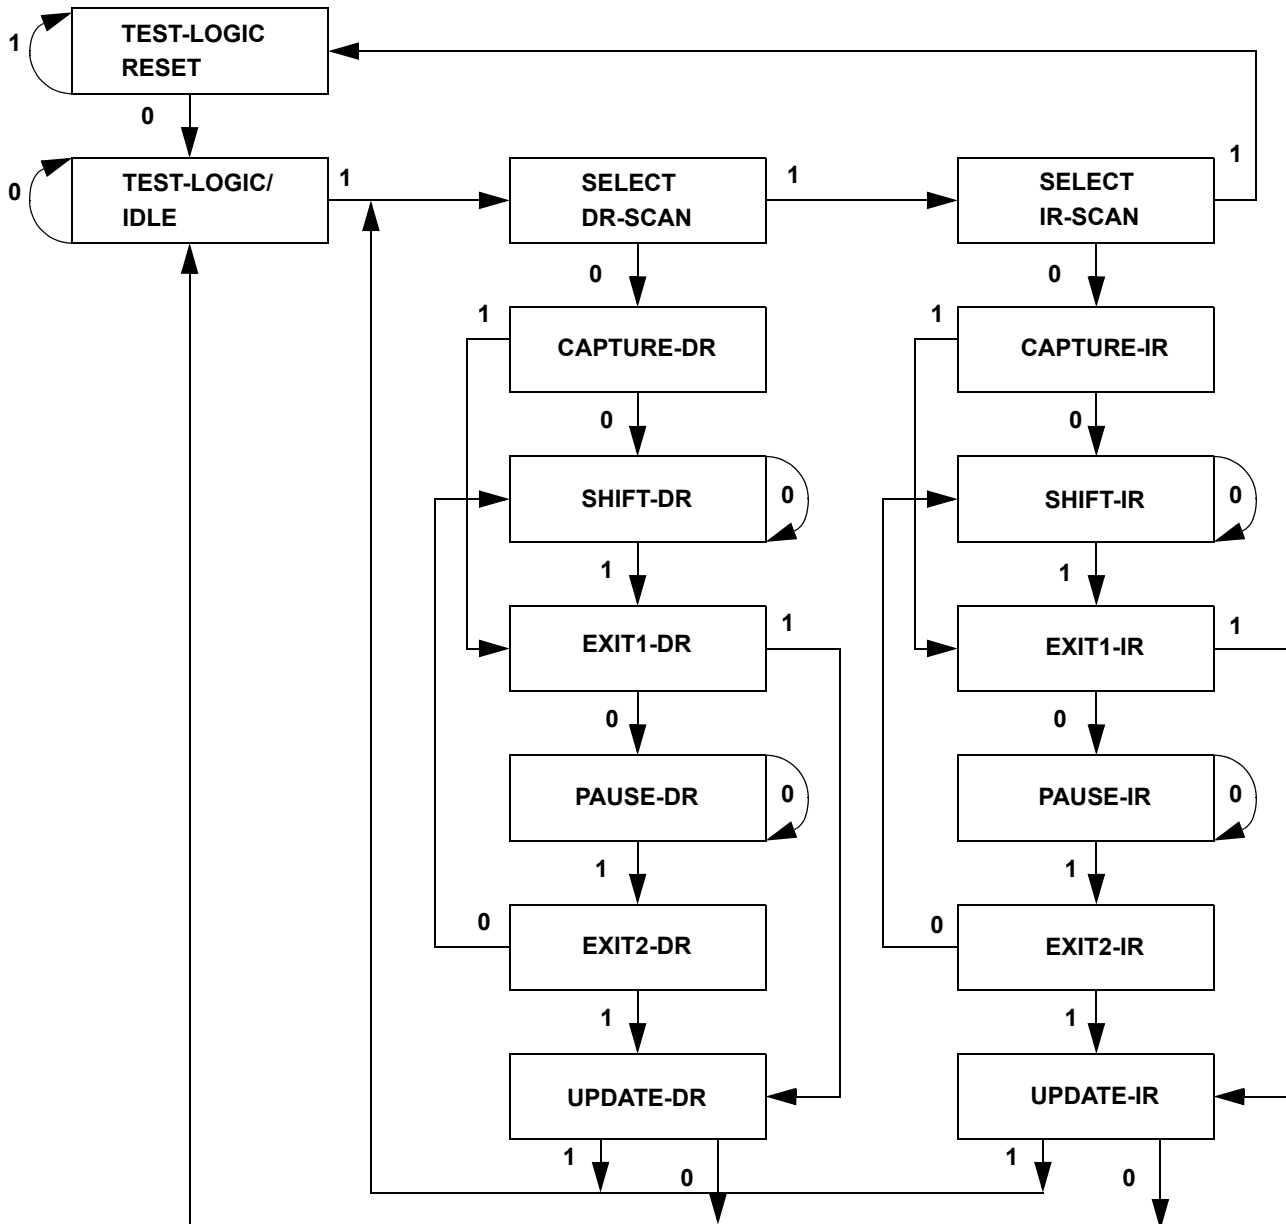 TEST-LOGIC
RESET
1
0
TEST-LOGIC/
IDLE
0
1
SELECT
DR-SCAN
1
SELECT
IR-SCAN
1
0
0
1
CAPTURE-DR
1
CAPTURE-IR
0
0
SHIFT-DR
0
SHIFT-IR
0
1
1
EXIT1-DR
1
EXIT1-IR
1
0
0
PAUSE-DR
0
PAUSE-IR
0
1
1
0
EXIT2-DR
0
EXIT2-IR
1
1
UPDATE-DR
UPDATE-IR
1
0
1
0